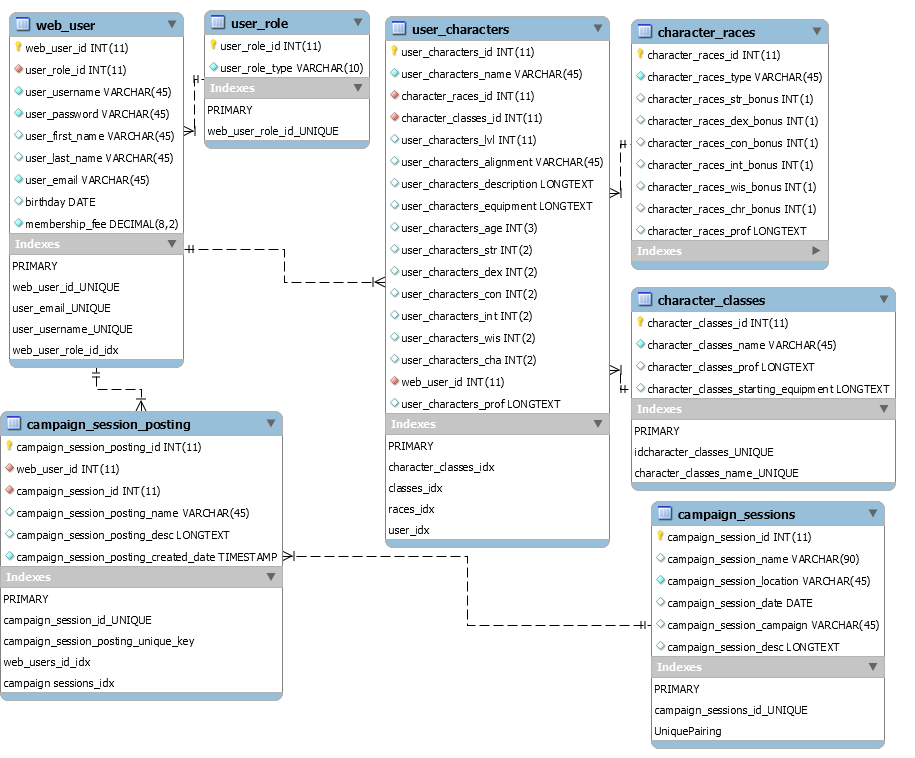 web_user
web_user_id INT(11)
user_role_id INT(11)
user_username VARCHAR(45)
user_password VARCHAR(45)
user_first_name VARCHAR(45)
user_last_name VARCHAR(45)
user_email VARCHAR(45)
birthday DATE
membership_fee DECIMAL(8,2)
Indexes
PRIMARY
web_user_id_UNIQUE
user_email_UNIQUE
user_username_UNIQUE
web_user_role_id_idx
user_role
user_role_id INT(11)
user_role_type VARCHAR(10)
Indexes
PRIMARY
web_user_role_id_UNIQUE
user_characters
user_characters_id INT(11)
user_characters_name VARCHAR(45)
character_races_id INT(11)
character_classes_id INT(11)
user_characters_lvl INT(11)
user_characters_alignment VARCHAR(45)
user_characters_description LONGTEXT
user_characters_equipment LONGTEXT
user_characters_age INT(3)
user_characters_str INT(2)
user_characters_dex INT(2)
user_characters_con INT(2)
user_characters_int INT(2)
user_characters_wis INT(2)
user_characters_cha INT(2)
web_user_id INT(11)
user_characters_prof LONGTEXT
Indexes
PRIMARY
character_classes_idx
classes_idx
races_idx
user_idx
character_races
character_races_id INT(11)
character_races_type VARCHAR(45)
character_races_str_bonus INT(1)
character_races_dex_bonus INT(1)
character_races_con_bonus INT(1)
character_races_int_bonus INT(1)
character_races_wis_bonus INT(1)
character_races_chr_bonus INT(1)
character_races_prof LONGTEXT
Indexes
character_classes
character_classes_id INT(11)
character_classes_name VARCHAR(45)
character_classes_prof LONGTEXT
character_classes_starting_equipment LONGTEXT
Indexes
PRIMARY
idcharacter_classes_UNIQUE
character_classes_name_UNIQUE
campaign_session_posting
campaign_session_posting_id INT(11)
web_user_id INT(11)
campaign_session_id INT(11)
campaign_session_posting_name VARCHAR(45)
campaign_session_posting_desc LONGTEXT
campaign_session_posting_created_date TIMESTAMP
Indexes
PRIMARY
campaign_session_id_UNIQUE
campaign_session_posting_unique_key
web_users_id_idx
campaign sessions_idx
campaign_sessions
campaign_session_id INT(11)
campaign_session_name VARCHAR(90)
campaign_session_location VARCHAR(45)
campaign_session_date DATE
campaign_session_campaign VARCHAR(45)
campaign_session_desc LONGTEXT
Indexes
PRIMARY
campaign_sessions_id_UNIQUE
UniquePairing